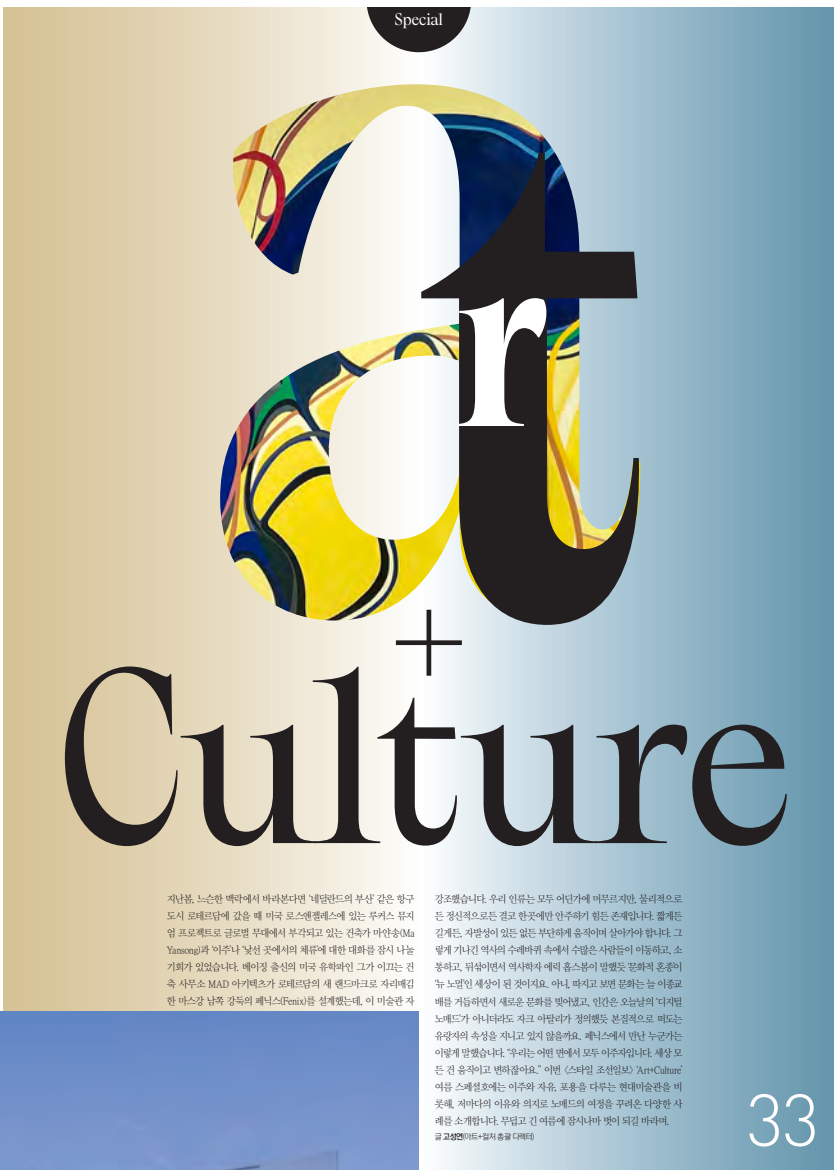 Special
art
+
Culture
지난봄, 느슨한 맥락에서 바라본다면 '네덜란드의 부산' 같은 항구
도시 로테르담에 갔을 때 미국 로스앤젤레스에 있는 루커스 뮤지
엄 프로젝트로 글로벌 무대에서 부각되고 있는 건축가 마얀송(Ma
Yansong)과 '이주'나 '낯선 곳에서의 체류'에 대한 대화를 잠시 나눌
기회가 있었습니다. 베이징 출신의 미국 유학파인 그가 이끄는 건
축 사무소 MAD 아키텍츠가 로테르담의 새 랜드마크로 자리매김
한 마스강 남쪽 강둑의 페닉스(Fenix)를 설계했는데, 이 미술관 자
강조했습니다. 우리 인류는 모두 어딘가에 머무르지만, 물리적으로
든 정신적으로든 결코 한곳에만 안주하기 힘든 존재입니다. 짧게든
길게든, 자발성이 있든 없든 부단하게 움직이며 살아가야 합니다. 그
렇게 기나긴 역사의 수레바퀴 속에서 수많은 사람들이 이동하고, 소
통하고, 뒤섞이면서 역사학자 에릭 홉스봄이 말했듯 '문화적 혼종'이
'뉴 노멀'인 세상이 된 것이지요. 아니, 따지고 보면 문화는 늘 이종교
배를 거듭하면서 새로운 문화를 빚어냈고, 인간은 오늘날의 '디지털
노매드'가 아니더라도 자크 아탈리가 정의했듯 본질적으로 떠도는
유랑자의 속성을 지니고 있지 않을까요. 페닉스에서 만난 누군가는
이렇게 말했습니다. "우리는 어떤 면에서 모두 이주자입니다. 세상 모
든 건 움직이고 변하잖아요." 이번 〈스타일 조선일보〉 'Art+Culture'
여름 스페셜호에는 이주와 자유, 포용을 다루는 현대미술관을 비
롯해, 저마다의 이유와 의지로 노매드의 여정을 꾸려온 다양한 사
례를 소개합니다. 무덥고 긴 여름에 잠시나마 벗이 되길 바라며.
글 고성연(아트+컬처 총괄 디렉터)
33